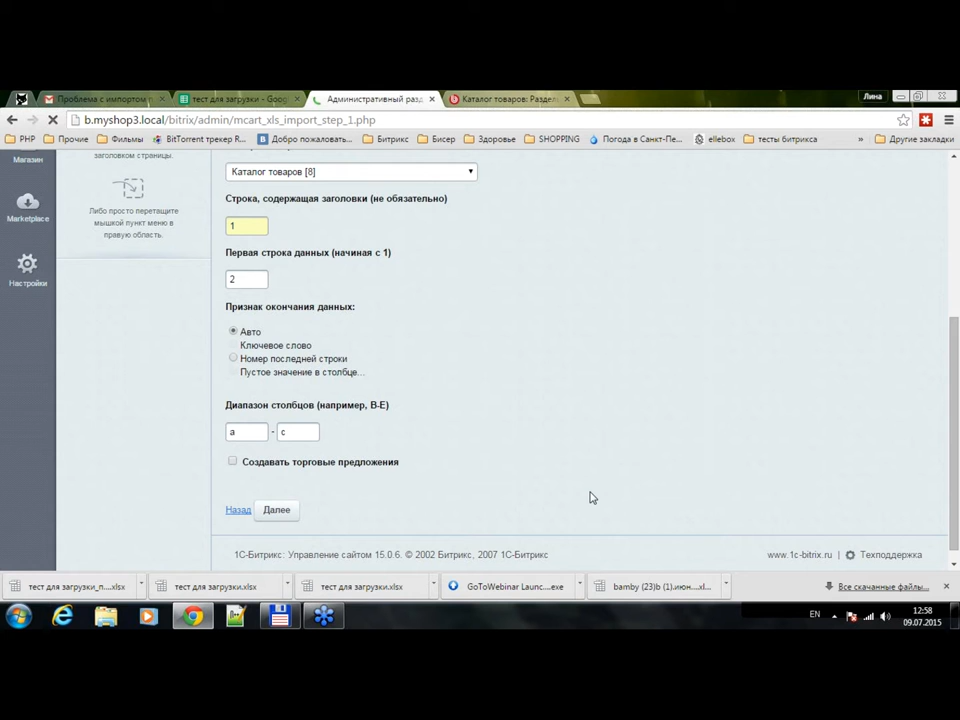 Проблема с импортом
тест для загрузки - Goog
Административный разд
Каталог товаров: Раздел
Лина
b.myshop3.local/bitrix/admin/mcart_xls_import_step_1.php
PHP
Прочие
Фильмы
BitTorrent трекер R...
Добро пожаловать...
Битрикс
Бисер
Здоровье
SHOPPING
Погода в Санкт-Пе...
ellebox
тесты битрикса
»
Другие закладки
Магазин
Marketplace
Настройки
заголовком страницы.
Либо просто перетащите
мышкой пункт меню в
правую область.
Каталог товаров [8]
Строка, содержащая заголовки (не обязательно)
1
Первая строка данных (начиная с 1)
2
Признак окончания данных:
Авто
Ключевое слово
Номер последней строки
Пустое значение в столбце...
Диапазон столбцов (например, B-E)
a - c
Создавать торговые предложения
Назад Далее
1С-Битрикс: Управление сайтом 15.0.6. © 2002 Битрикс, 2007 1С-Битрикс
www.1c-bitrix.ru
Техподдержка
тест для загрузки_п....xlsx
тест для загрузки.xlsx
тест для загрузки.xlsx
GoToWebinar Launc....exe
bamby (23)b (1).июн....xl...
Все скачанные файлы...
EN
12:58
09.07.2015